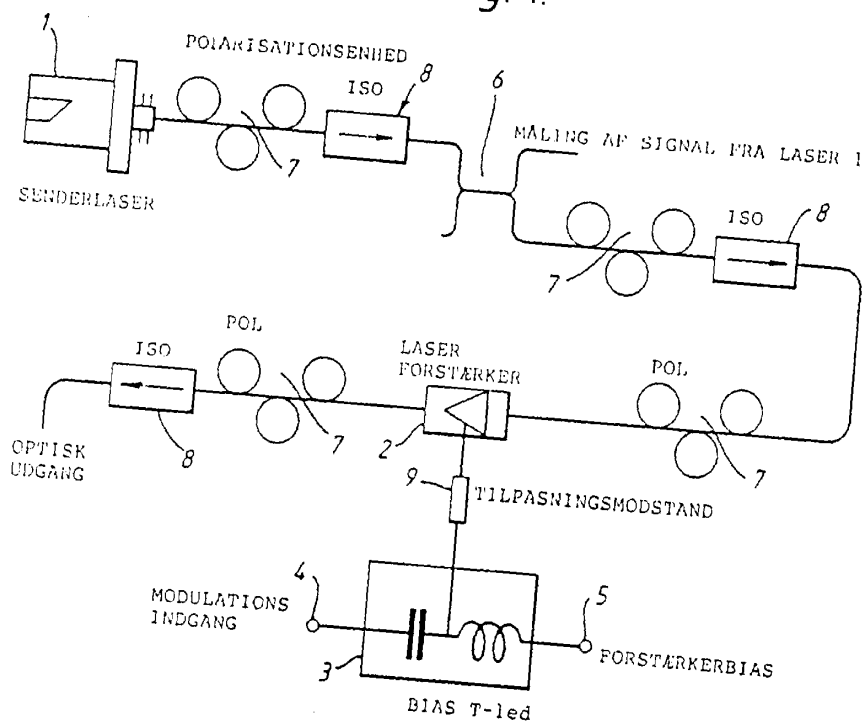 1
POLARISATIONSENHED
ISO
8
6
7
MÅLING AF SIGNAL FRA LASER 1
SENDERLASER
ISO
8
7
POL
ISO
LASER
FORSTÆRKER
POL
8
7
2
7
OPTISK
UDGANG
9
TILPASNINGSMODSTAND
4
MODULATIONS
INDGANG
5
FORSTÆRKERBIAS
3
BIAS T-led